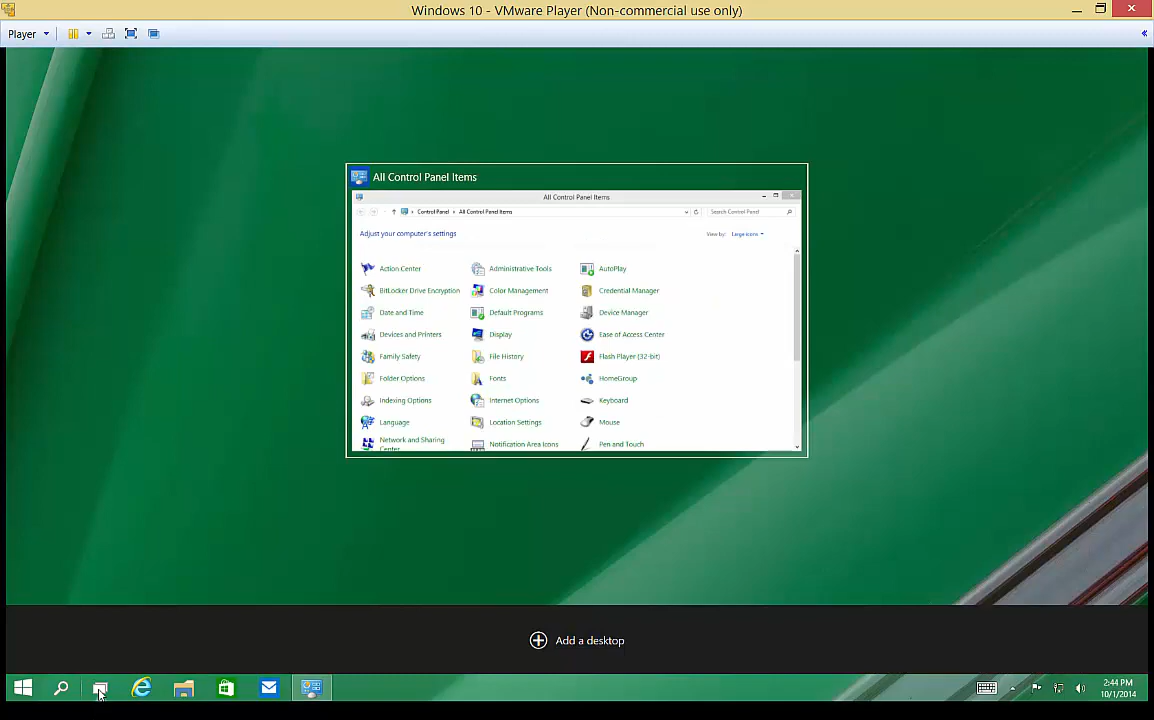 Windows 10 - VMware Player (Non-commercial use only)
Player
All Control Panel Items
All Control Panel Items
Control Panel All Control Panel Items Search Control Panel
Adjust your computer's settings View by: Large icons
Action Center Administrative Tools AutoPlay
BitLocker Drive Encryption Color Management Credential Manager
Date and Time Default Programs Device Manager
Devices and Printers Display Ease of Access Center
Family Safety File History Flash Player (32-bit)
Folder Options Fonts HomeGroup
Indexing Options Internet Options Keyboard
Language Location Settings Mouse
Network and Sharing Center Notification Area Icons Pen and Touch
Add a desktop
2:44 PM
10/1/2014